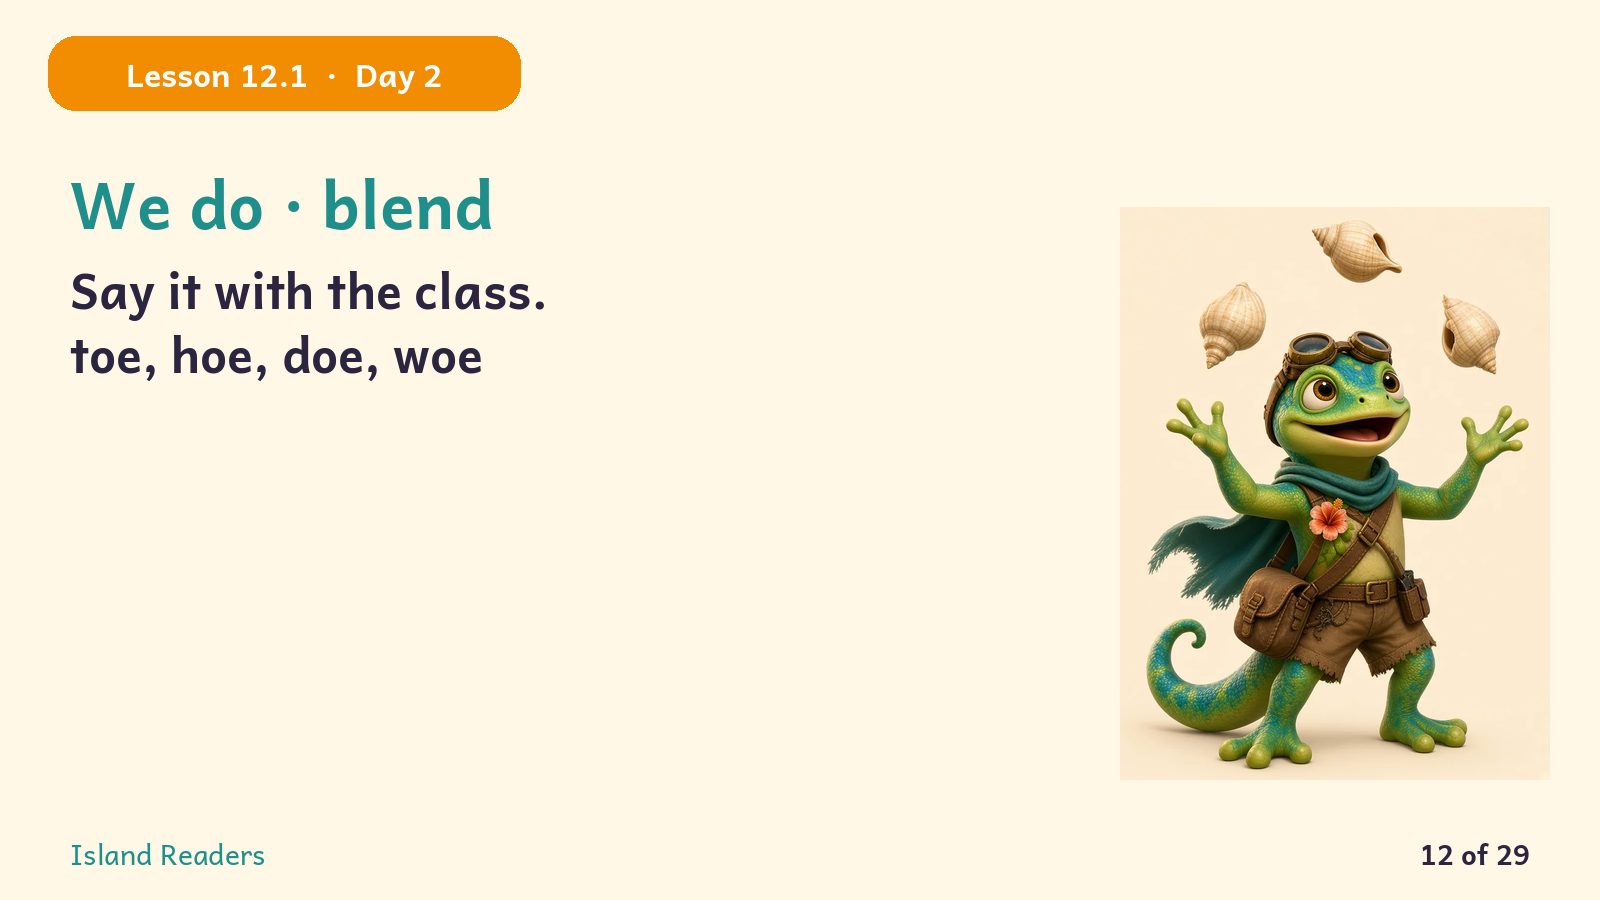 Lesson 12.1 · Day 2
We do · blend
Say it with the class.
toe, hoe, doe, woe
Island Readers
12 of 29